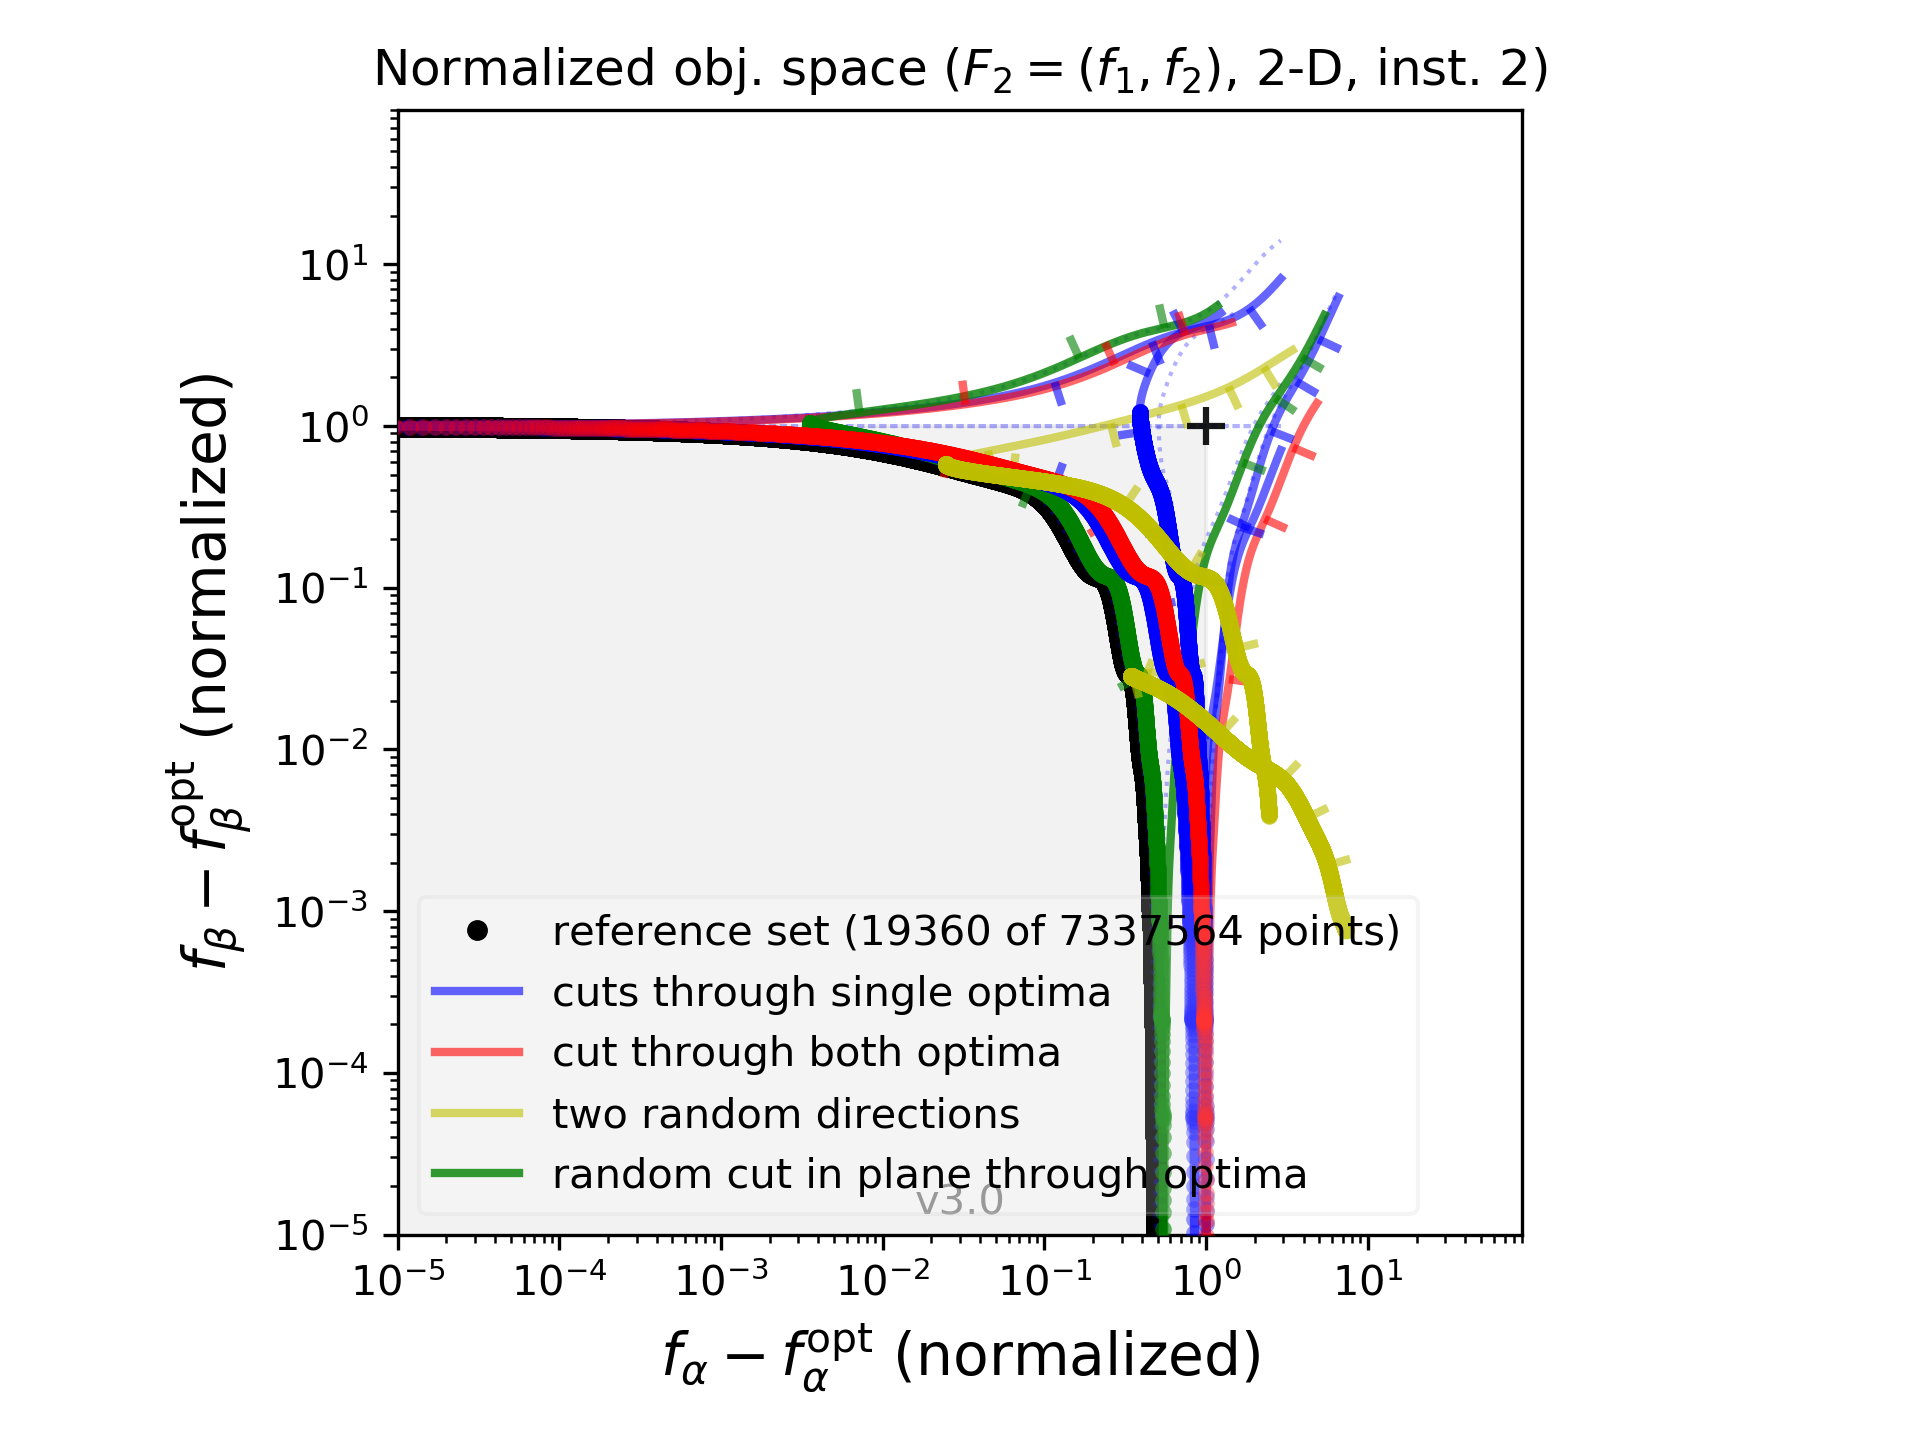 Normalized obj. space (F₂ = (f₁, f₂), 2-D, inst. 2)
10¹
10⁰
10⁻¹
10⁻²
10⁻³
10⁻⁴
10⁻⁵
f_β − f_β^opt (normalized)
reference set (19360 of 7337564 points)
cuts through single optima
cut through both optima
two random directions
random cut in plane through optima
v3.0
10⁻⁵ 10⁻⁴ 10⁻³ 10⁻² 10⁻¹ 10⁰ 10¹
f_α − f_α^opt (normalized)